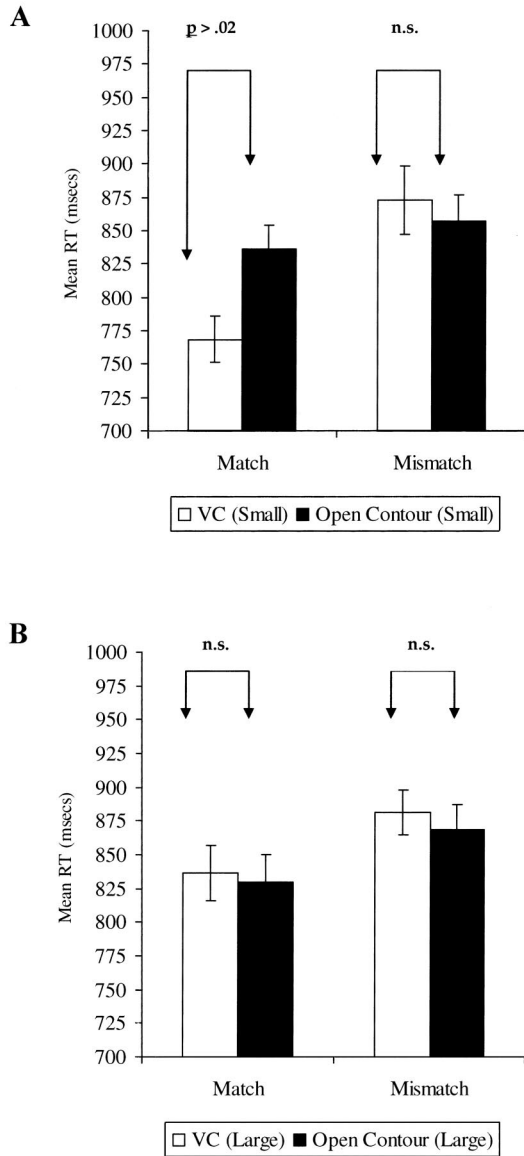 A
p > .02 n.s.
1000
975
950
925
900
875
850
825
800
775
750
725
700
Mean RT (msecs)
Match Mismatch
VC (Small) Open Contour (Small)
B
n.s. n.s.
1000
975
950
925
900
875
850
825
800
775
750
725
700
Mean RT (msecs)
Match Mismatch
VC (Large) Open Contour (Large)